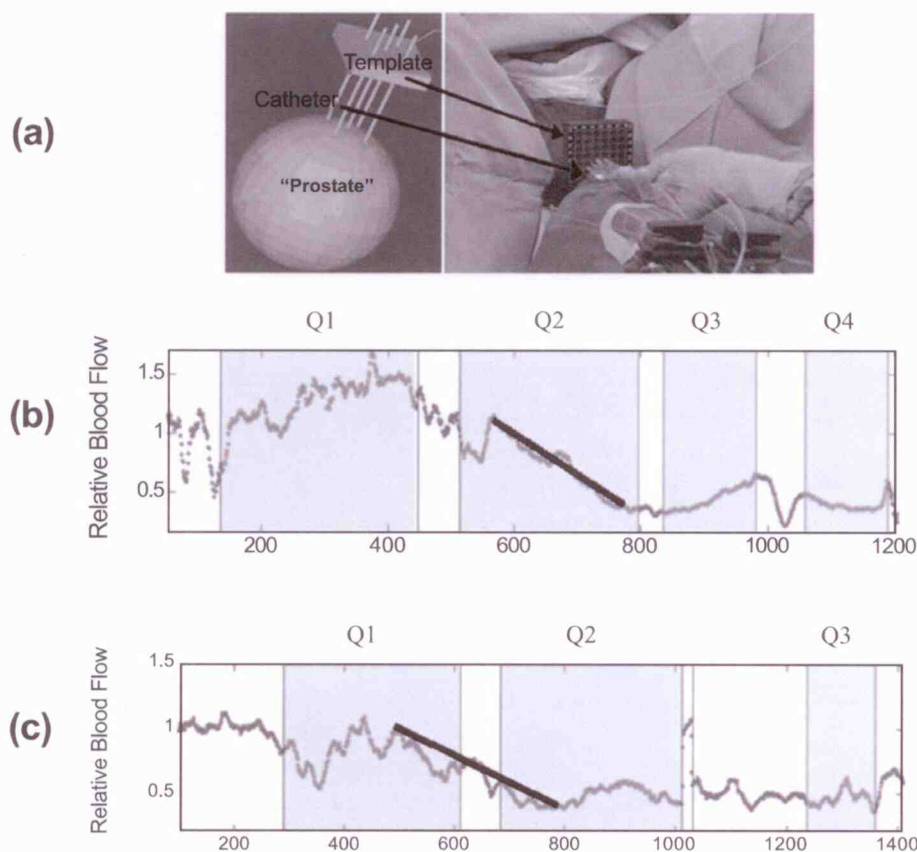 (a)
Template
Catheter
"Prostate"
(b)
Q1 Q2 Q3 Q4
Relative Blood Flow
1.5
1
0.5
200 400 600 800 1000 1200
(c)
Q1 Q2 Q3
Relative Blood Flow
1.5
1
0.5
200 400 600 800 1000 1200 1400